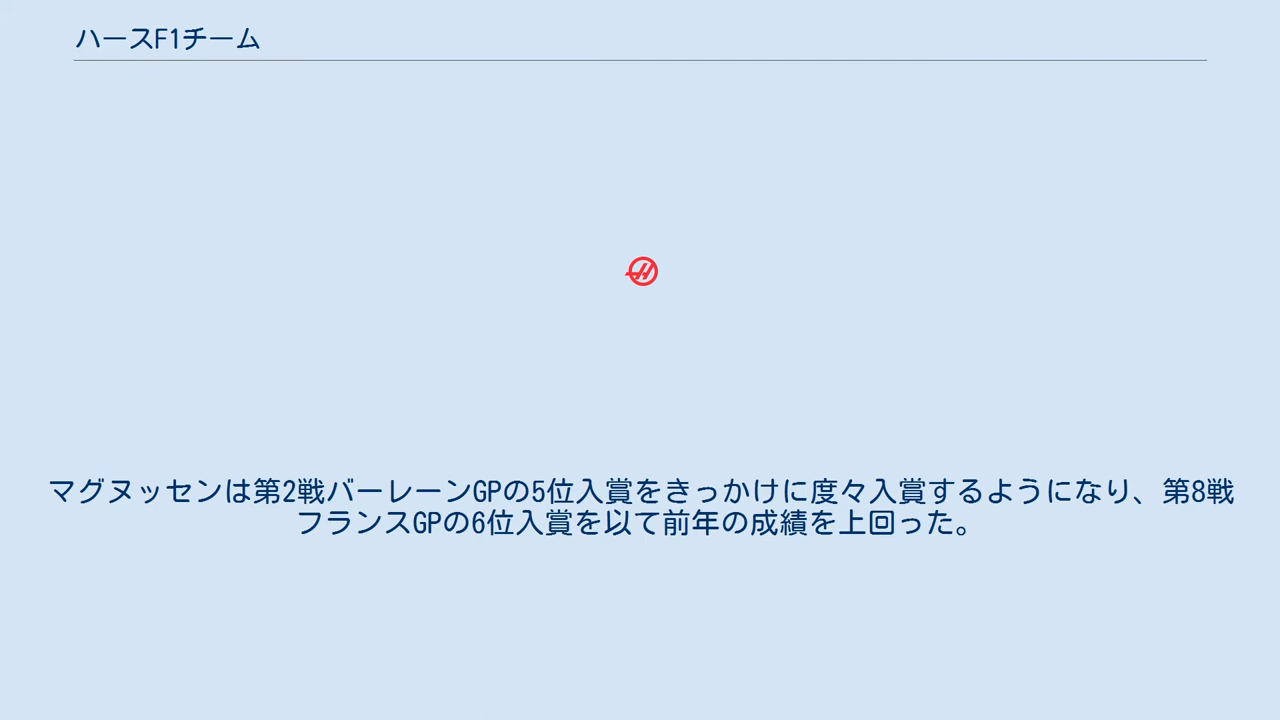 ハースF1チーム
マグヌッセンは第2戦バーレーンGPの5位入賞をきっかけに度々入賞するようになり、第8戦
フランスGPの6位入賞を以て前年の成績を上回った。